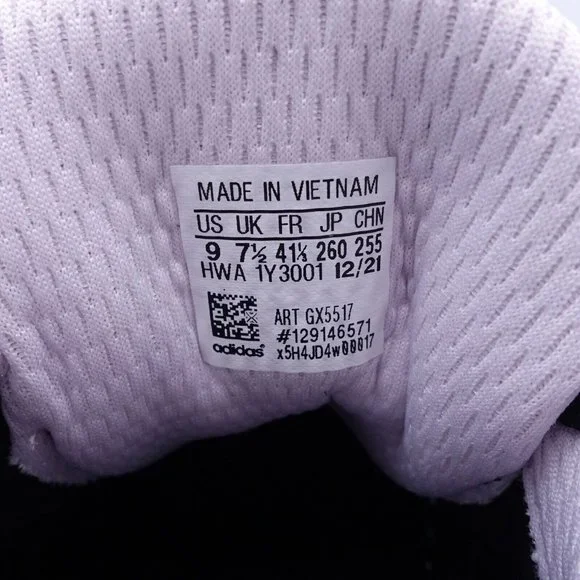 MADE IN VIETNAM
US UK FR JP CHN
9 7½ 41⅓ 260 255
HWA 1Y3001 12/21
ART GX5517
#129146571
adidas® x5H4JD4w00017